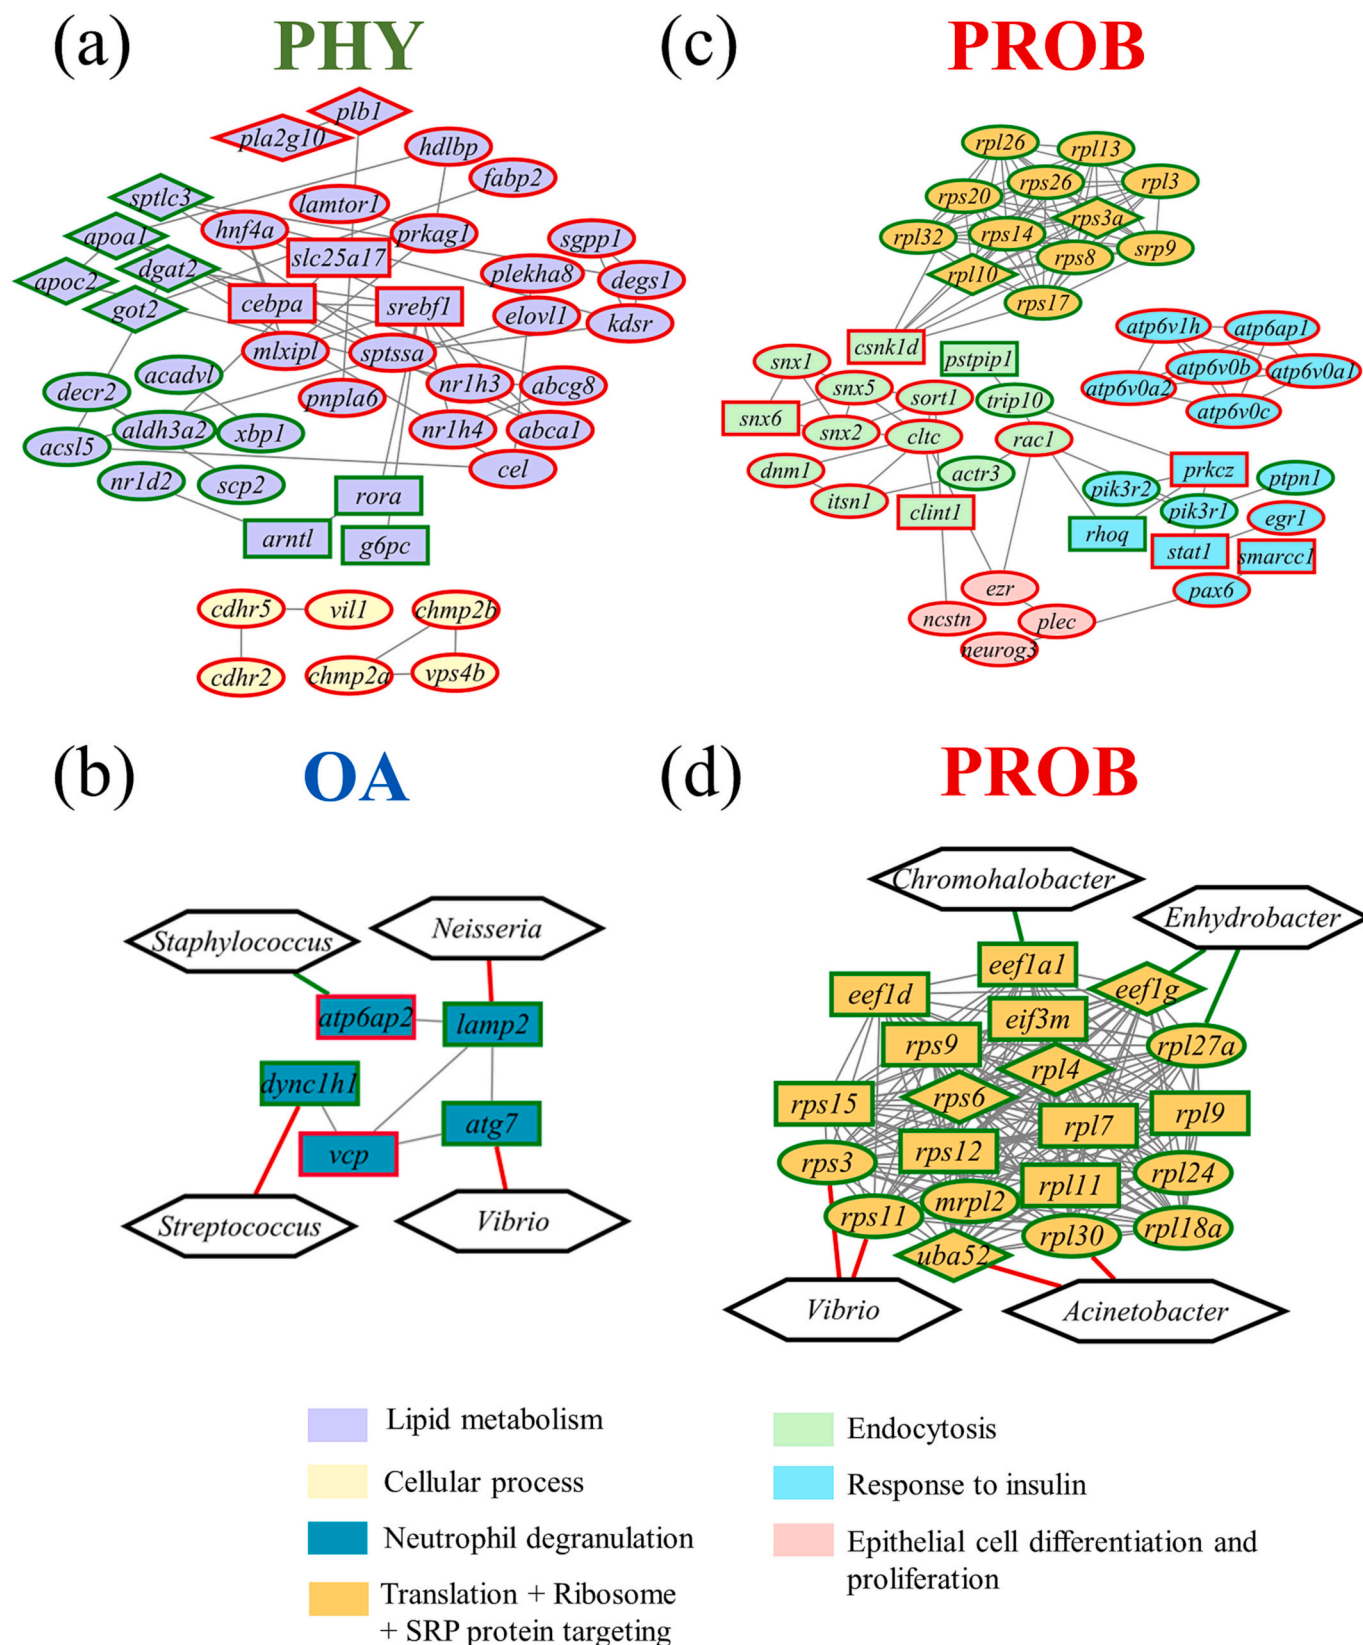 (a) PHY
plb1
pla2g10
hdlbp
fabp2
sptlc3
lamtor1
hnf4a
prkag1
apoa1
sgpp1
slc25a17
dgat2
plekha8
degs1
apoc2
got2
cebpa
srebf1
elovl1
kdsr
mlxipl
sptssa
acadvl
nr1h3
abcg8
decr2
pnpla6
aldh3a2
xbp1
nr1h4
abca1
acsl5
cel
nr1d2
scp2
rora
arntl
g6pc
cdhr5
vil1
chmp2b
cdhr2
chmp2a
vps4b
(c) PROB
rpl26
rpl13
rps26
rpl3
rps20
rps3a
rpl32
rps14
srp9
rps8
rpl10
rps17
atp6v1h
atp6ap1
csnk1d
pstpip1
snx1
atp6v0b
atp6v0a1
snx5
atp6v0a2
sort1
trip10
atp6v0c
snx6
snx2
cltc
rac1
dnm1
actr3
prkcz
itsn1
pik3r2
ptpn1
clint1
pik3r1
egr1
rhoq
stat1
smarcc1
ezr
pax6
ncstn
plec
neurog3
(b) OA
Staphylococcus
Neisseria
atp6ap2
lamp2
dync1h1
atg7
vcp
Streptococcus
Vibrio
(d) PROB
Chromohalobacter
Enhydrobacter
eef1a1
eef1d
eef1g
eif3m
rps9
rpl27a
rpl4
rps6
rps15
rpl9
rpl7
rps12
rps3
rpl24
rpl11
mrpl2
rps11
rpl18a
rpl30
uba52
Vibrio
Acinetobacter
Lipid metabolism
Cellular process
Neutrophil degranulation
Translation + Ribosome
+ SRP protein targeting
Endocytosis
Response to insulin
Epithelial cell differentiation and
proliferation